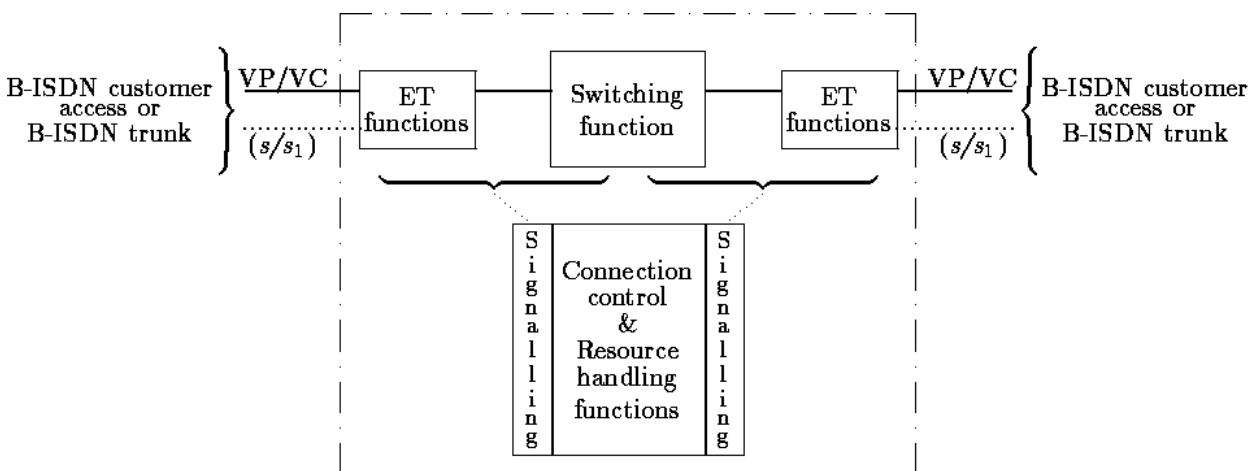 B-ISDN customer
access or
B-ISDN trunk
VP/VC
(s/s₁)
ET
functions
Switching
function
ET
functions
VP/VC
(s/s₁)
B-ISDN customer
access or
B-ISDN trunk
Signalling
Connection
control
&
Resource
handling
functions
Signalling